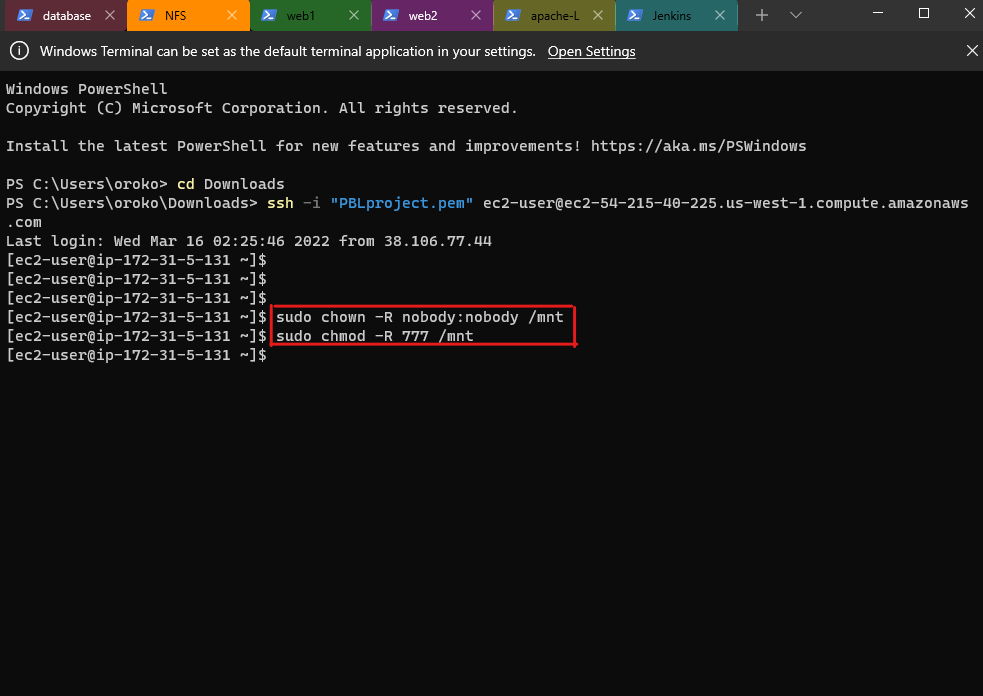 database NFS web1 web2 apache-L Jenkins
Windows Terminal can be set as the default terminal application in your settings. Open Settings
Windows PowerShell
Copyright (C) Microsoft Corporation. All rights reserved.
Install the latest PowerShell for new features and improvements! https://aka.ms/PSWindows
PS C:\Users\oroko> cd Downloads
PS C:\Users\oroko\Downloads> ssh -i "PBLproject.pem" ec2-user@ec2-54-215-40-225.us-west-1.compute.amazonaws
.com
Last login: Wed Mar 16 02:25:46 2022 from 38.106.77.44
[ec2-user@ip-172-31-5-131 ~]$
[ec2-user@ip-172-31-5-131 ~]$
[ec2-user@ip-172-31-5-131 ~]$
[ec2-user@ip-172-31-5-131 ~]$ sudo chown -R nobody:nobody /mnt
[ec2-user@ip-172-31-5-131 ~]$ sudo chmod -R 777 /mnt
[ec2-user@ip-172-31-5-131 ~]$